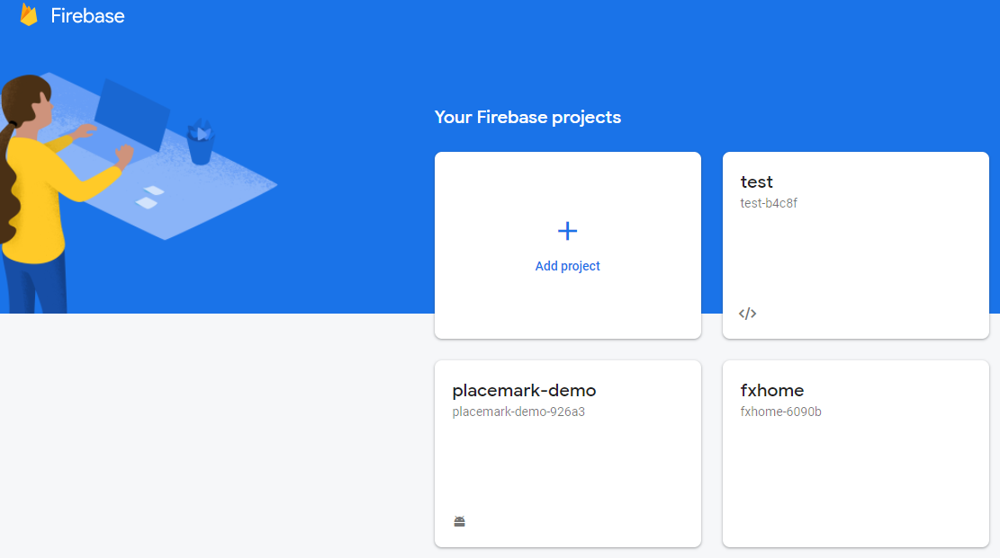 Firebase
Your Firebase projects
Add project
test
test-b4c8f
</>
placemark-demo
placemark-demo-926a3
fxhome
fxhome-6090b